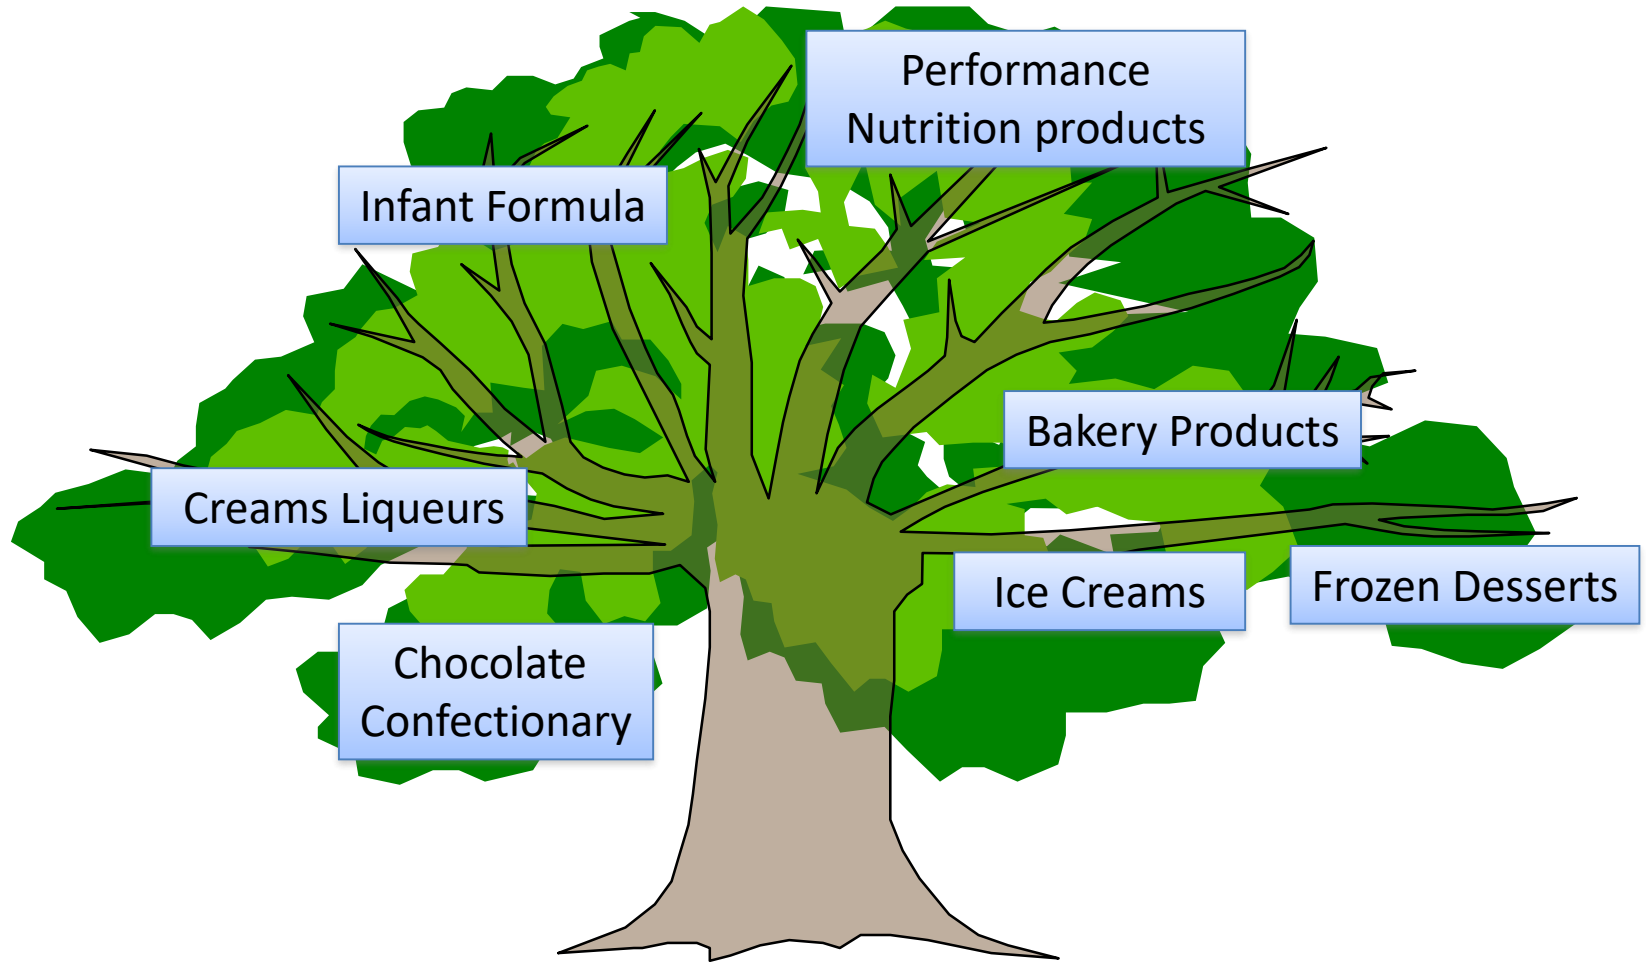 Performance
Nutrition products
Infant Formula
Bakery Products
Creams Liqueurs
Ice Creams
Frozen Desserts
Chocolate
Confectionary